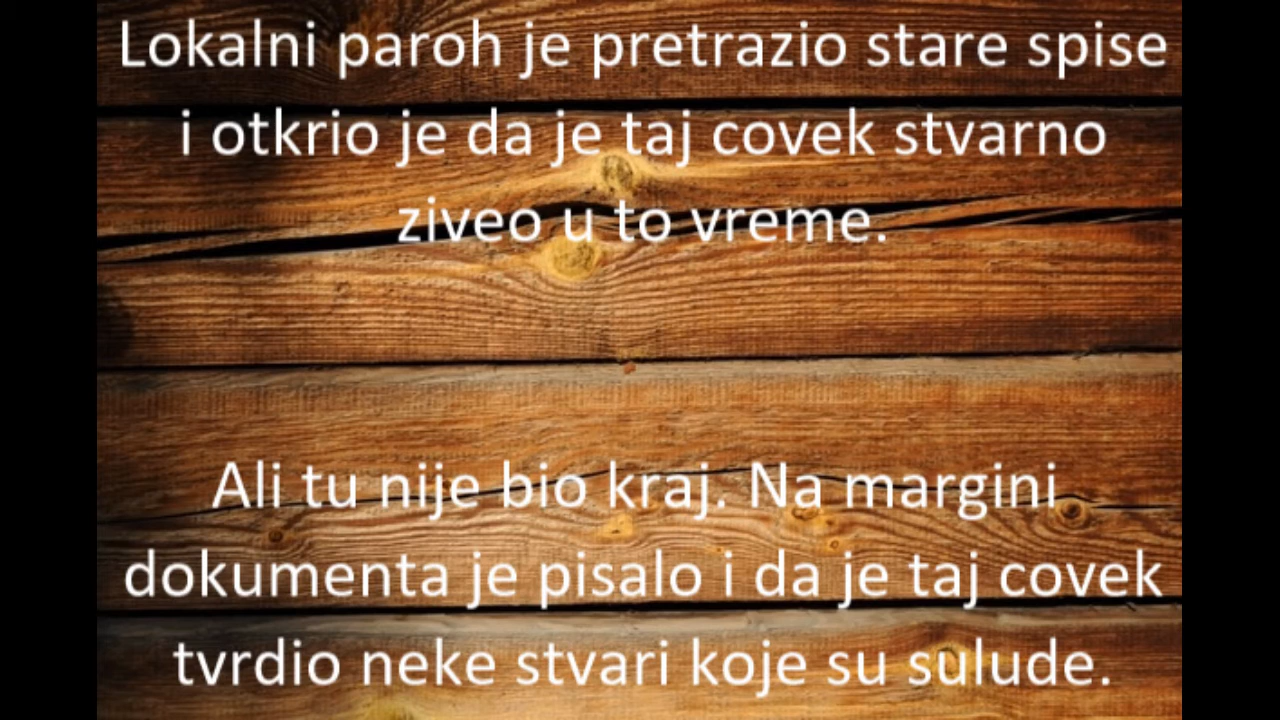 Lokalni paroh je pretrazio stare spise
i otkrio je da je taj covek stvarno
ziveo u to vreme.
Ali tu nije bio kraj. Na margini
dokumenta je pisalo i da je taj covek
tvrdio neke stvari koje su sulude.